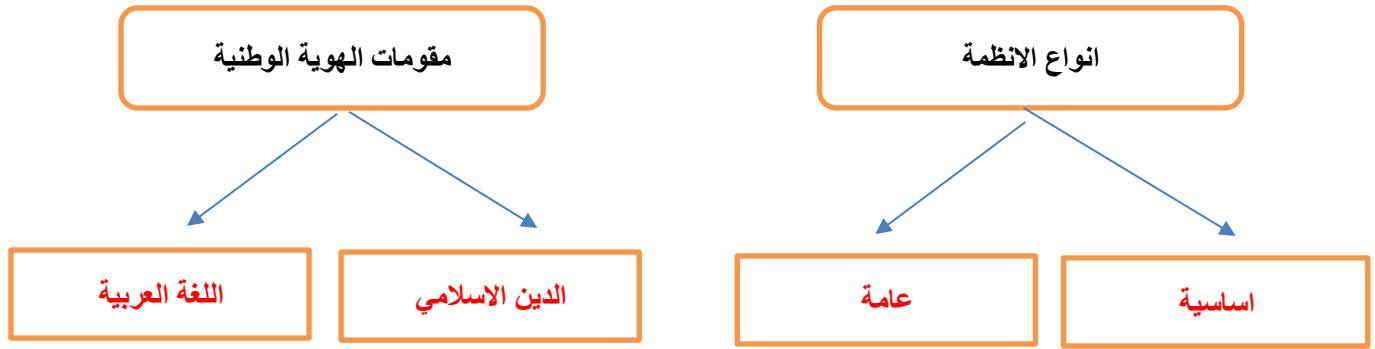 انواع الانظمة
مقومات الهوية الوطنية
اساسية
عامة
الدين الاسلامي
اللغة العربية